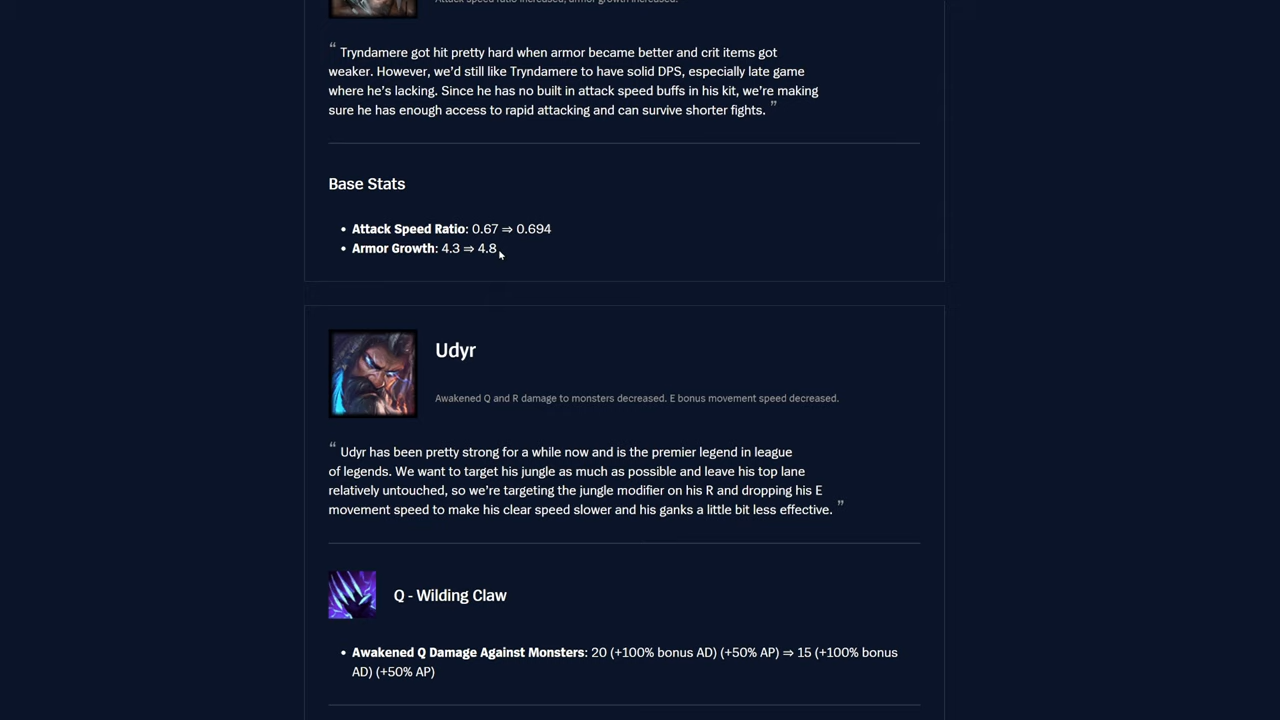 Attack speed ratio increased; armor growth increased.
“ Tryndamere got hit pretty hard when armor became better and crit items got
weaker. However, we’d still like Tryndamere to have solid DPS, especially late game
where he’s lacking. Since he has no built in attack speed buffs in his kit, we’re making
sure he has enough access to rapid attacking and can survive shorter fights. ”
Base Stats
• Attack Speed Ratio: 0.67 ⇒ 0.694
• Armor Growth: 4.3 ⇒ 4.8
Udyr
Awakened Q and R damage to monsters decreased. E bonus movement speed decreased.
“ Udyr has been pretty strong for a while now and is the premier legend in league
of legends. We want to target his jungle as much as possible and leave his top lane
relatively untouched, so we’re targeting the jungle modifier on his R and dropping his E
movement speed to make his clear speed slower and his ganks a little bit less effective. ”
Q - Wilding Claw
• Awakened Q Damage Against Monsters: 20 (+100% bonus AD) (+50% AP) ⇒ 15 (+100% bonus
AD) (+50% AP)